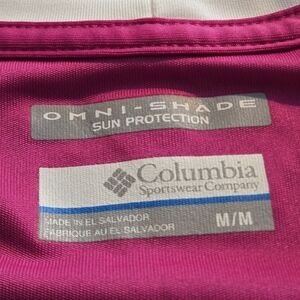 OMNI-SHADE
SUN PROTECTION
Columbia
Sportswear Company
MADE IN EL SALVADOR
FABRIQUÉ AU EL SALVADOR
M/M